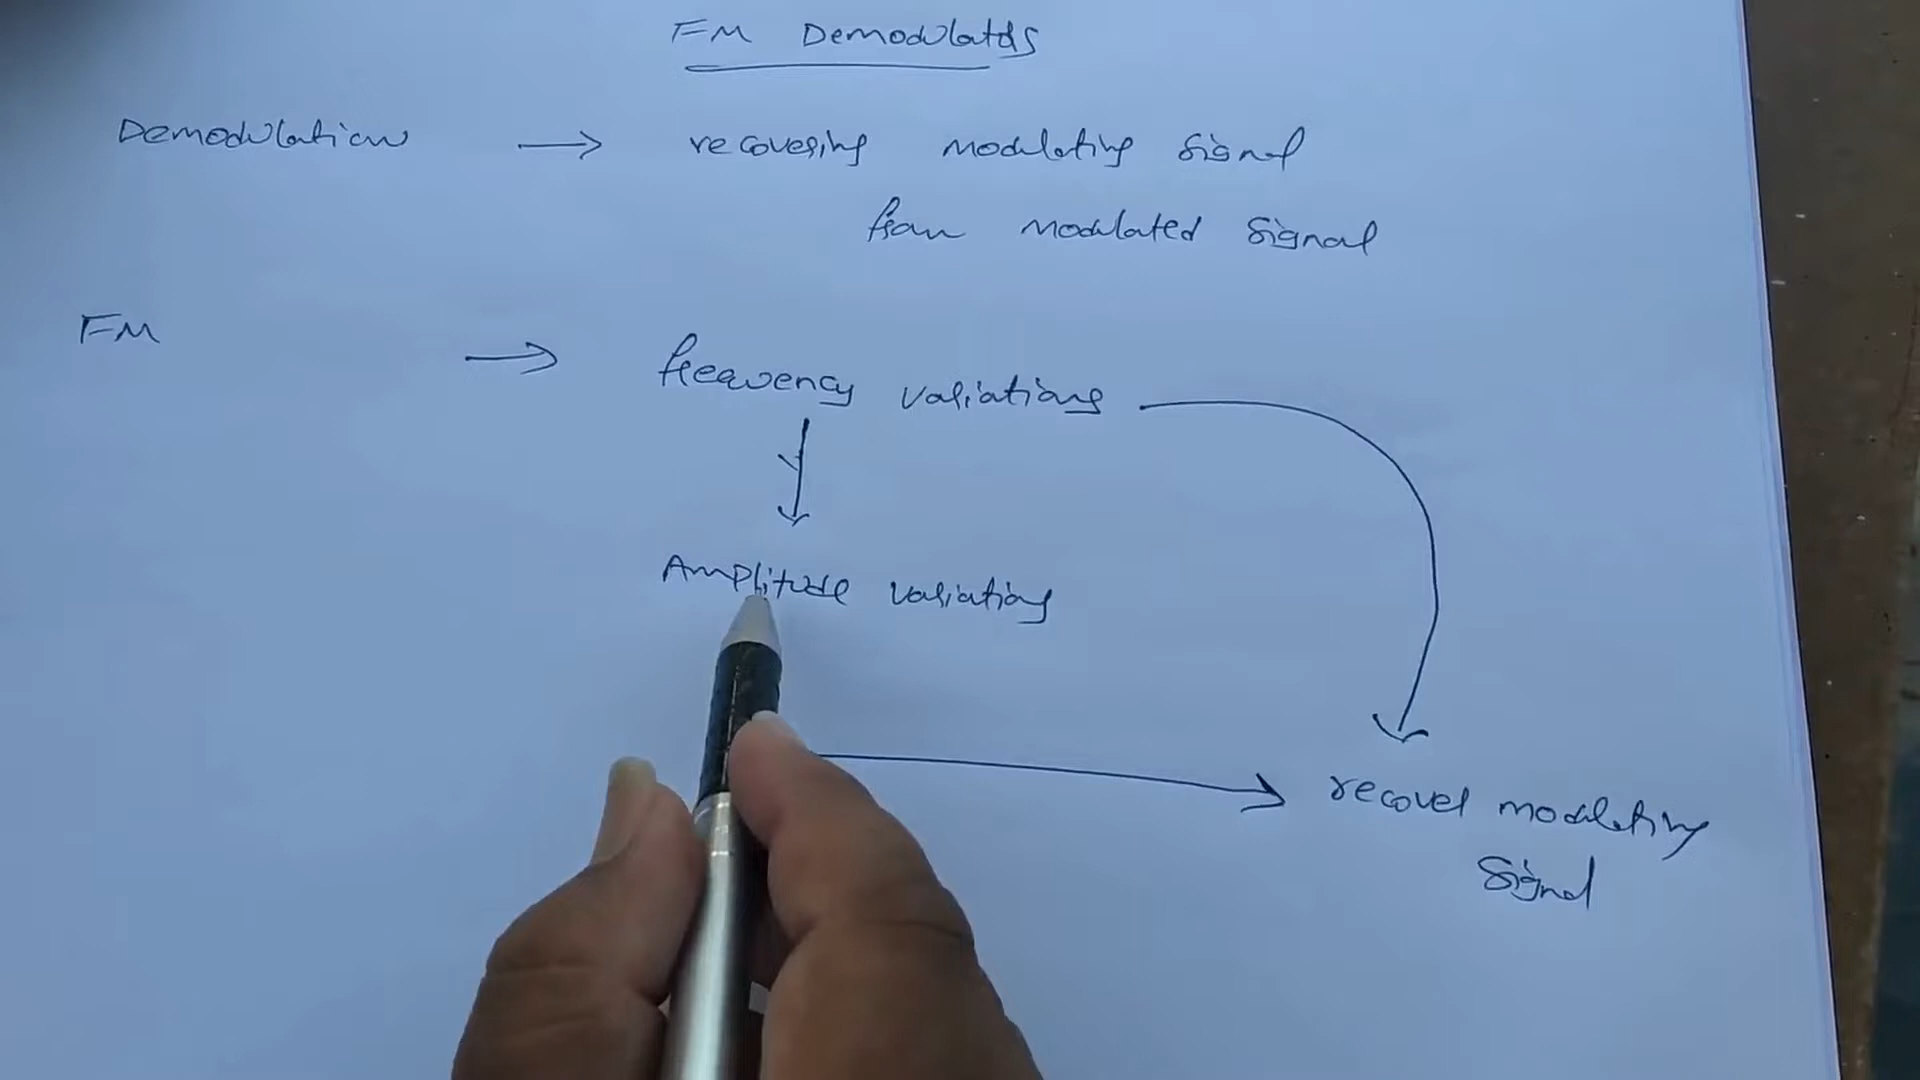 FM Demodulators
Demodulation → recovering modulating signal
from modulated signal
FM → frequency variations
Amplitude variations
recover modulating
signal